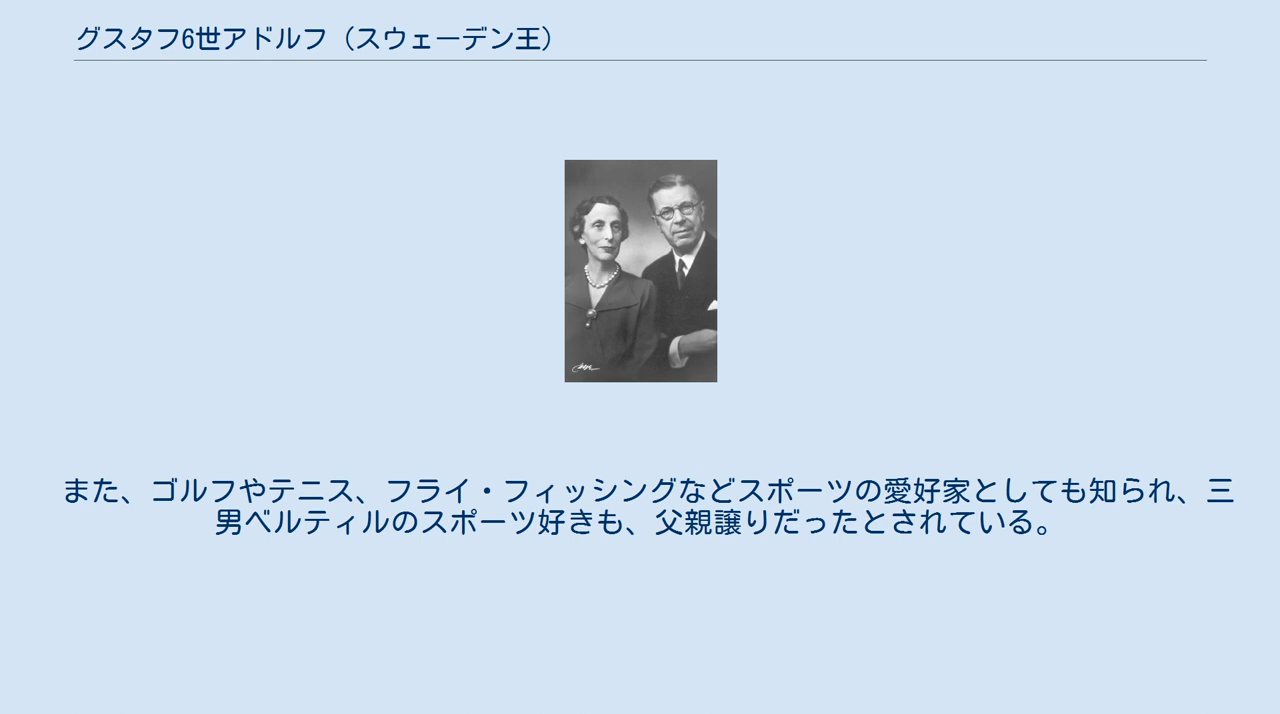 グスタフ6世アドルフ（スウェーデン王）
また、ゴルフやテニス、フライ・フィッシングなどスポーツの愛好家としても知られ、三
男ベルティルのスポーツ好きも、父親譲りだったとされている。